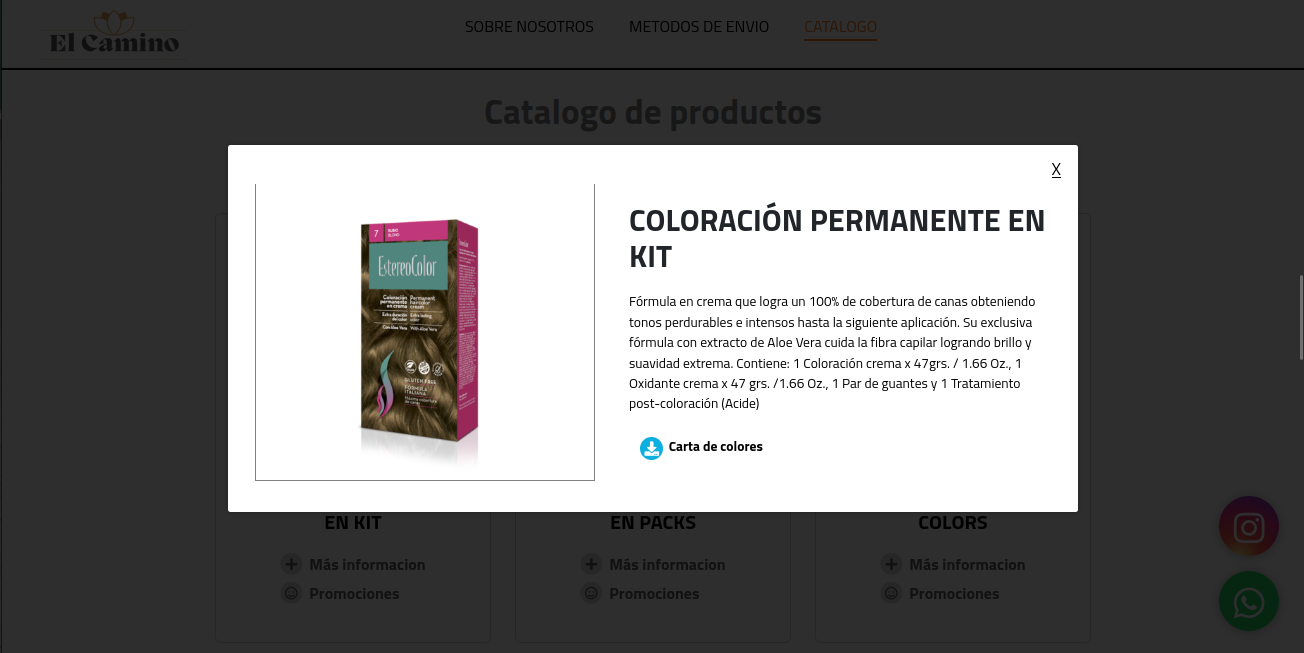 El Camino
SOBRE NOSOTROS
METODOS DE ENVIO
CATALOGO
Catalogo de productos
X
7
RUBIO
BLOND
EstereoColor
Coloración
permanente
en crema
Permanent
haircolor
cream
Extra duración
del color
Extra lasting
color
Con Aloe Vera
With Aloe Vera
GLUTEN FREE
FORMULA
ITALIANA
COLORACIÓN PERMANENTE EN
KIT
Fórmula en crema que logra un 100% de cobertura de canas obteniendo
tonos perdurables e intensos hasta la siguiente aplicación. Su exclusiva
fórmula con extracto de Aloe Vera cuida la fibra capilar logrando brillo y
suavidad extrema. Contiene: 1 Coloración crema x 47grs. / 1.66 Oz., 1
Oxidante crema x 47 grs. /1.66 Oz., 1 Par de guantes y 1 Tratamiento
post-coloración (Acide)
Carta de colores
EN KIT
Más informacion
Promociones
EN PACKS
Más informacion
Promociones
COLORS
Más informacion
Promociones